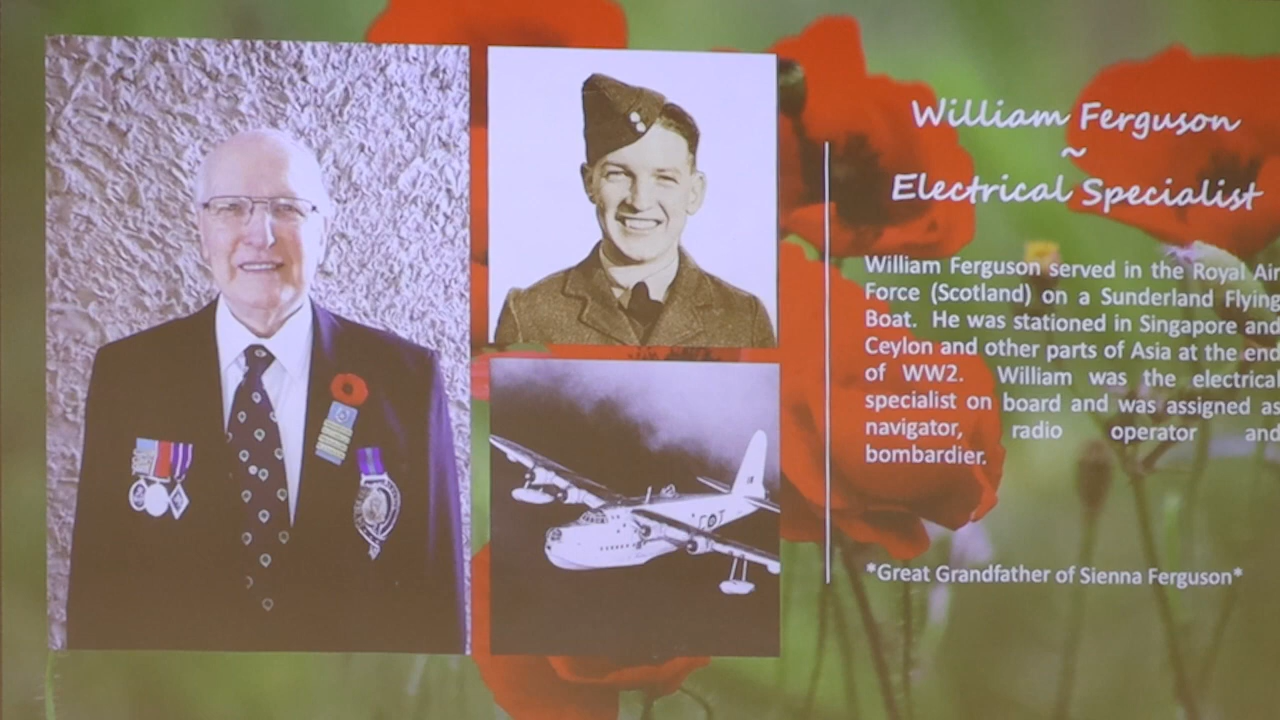 William Ferguson
~
Electrical Specialist
William Ferguson served in the Royal Air
Force (Scotland) on a Sunderland Flying
Boat. He was stationed in Singapore and
Ceylon and other parts of Asia at the end
of WW2. William was the electrical
specialist on board and was assigned as
navigator, radio operator and
bombardier.
*Great Grandfather of Sienna Ferguson*